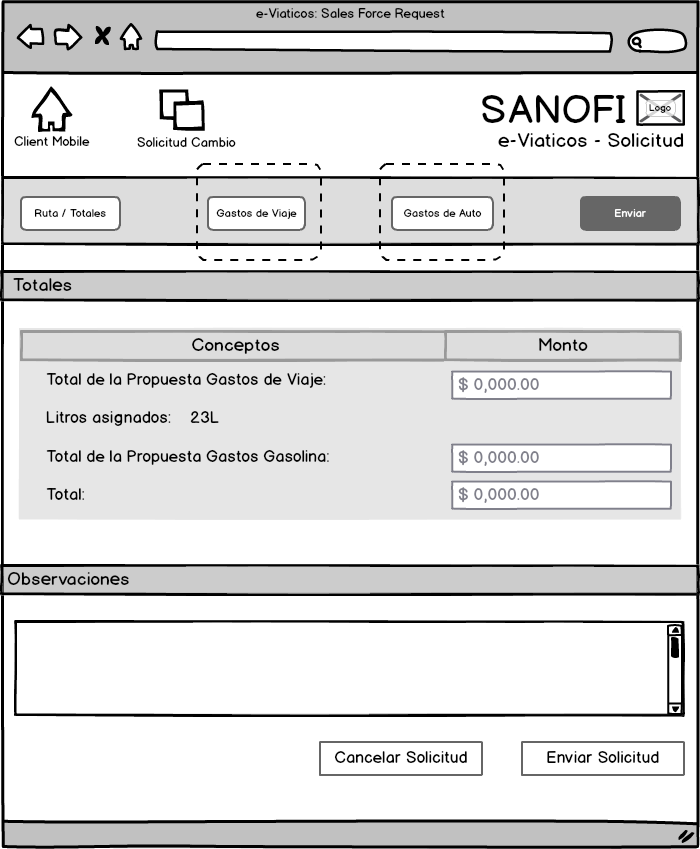 e-Viaticos: Sales Force Request
SANOFI Logo
Client Mobile
Solicitud Cambio
e-Viaticos - Solicitud
Ruta / Totales
Gastos de Viaje
Gastos de Auto
Enviar
Totales
Conceptos
Monto
Total de la Propuesta Gastos de Viaje:
$ 0,000.00
Litros asignados: 23L
Total de la Propuesta Gastos Gasolina:
$ 0,000.00
Total:
$ 0,000.00
Observaciones
Cancelar Solicitud
Enviar Solicitud